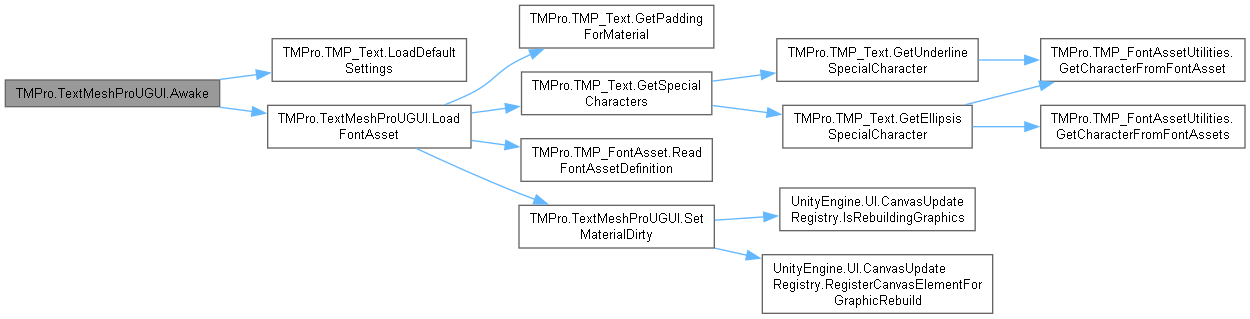 TMPro.TextMeshProUGUI.Awake
TMPro.TMP_Text.LoadDefault
Settings
TMPro.TextMeshProUGUI.Load
FontAsset
TMPro.TMP_Text.GetPadding
ForMaterial
TMPro.TMP_Text.GetSpecial
Characters
TMPro.TMP_FontAsset.Read
FontAssetDefinition
TMPro.TextMeshProUGUI.Set
MaterialDirty
TMPro.TMP_Text.GetUnderline
SpecialCharacter
TMPro.TMP_Text.GetEllipsis
SpecialCharacter
UnityEngine.UI.CanvasUpdate
Registry.IsRebuildingGraphics
UnityEngine.UI.CanvasUpdate
Registry.RegisterCanvasElementFor
GraphicRebuild
TMPro.TMP_FontAssetUtilities.
GetCharacterFromFontAsset
TMPro.TMP_FontAssetUtilities.
GetCharacterFromFontAssets